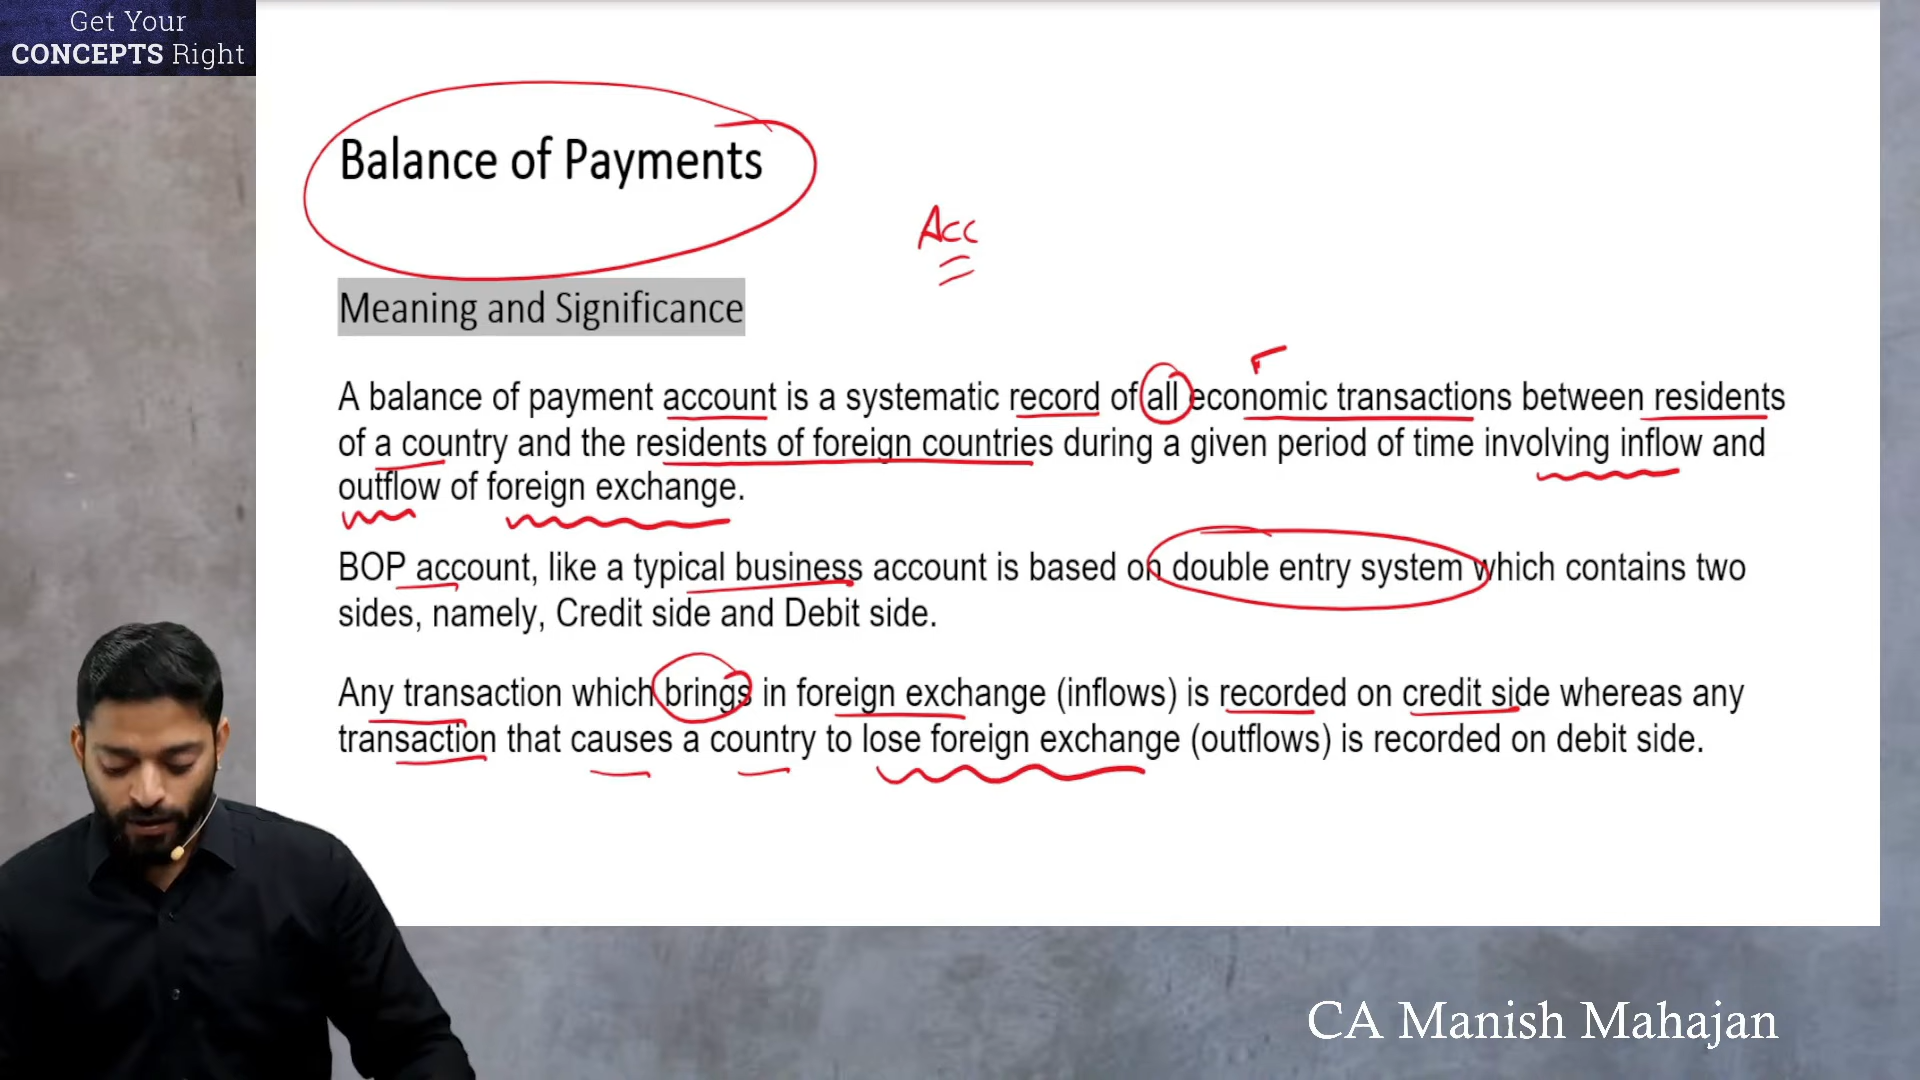 Get Your
CONCEPTS Right
Balance of Payments
Acc
Meaning and Significance
A balance of payment account is a systematic record of all economic transactions between residents
of a country and the residents of foreign countries during a given period of time involving inflow and
outflow of foreign exchange.
BOP account, like a typical business account is based on double entry system which contains two
sides, namely, Credit side and Debit side.
Any transaction which brings in foreign exchange (inflows) is recorded on credit side whereas any
transaction that causes a country to lose foreign exchange (outflows) is recorded on debit side.
CA Manish Mahajan